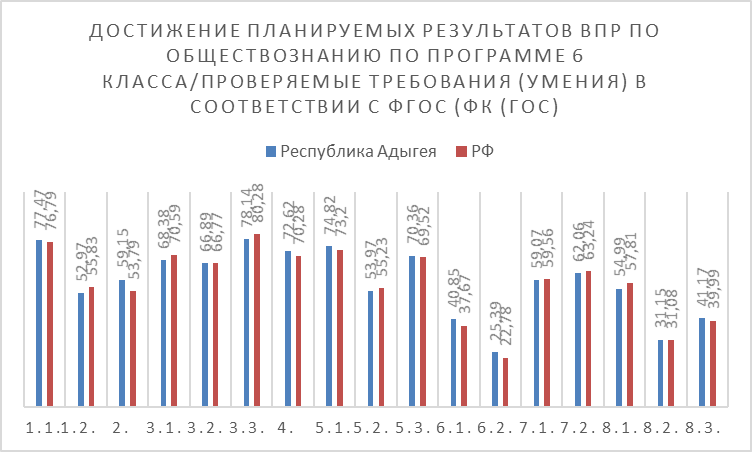 ДОСТИЖЕНИЕ ПЛАНИРУЕМЫХ РЕЗУЛЬТАТОВ ВПР ПО
ОБЩЕСТВОЗНАНИЮ ПО ПРОГРАММЕ 6
КЛАССА/ПРОВЕРЯЕМЫЕ ТРЕБОВАНИЯ (УМЕНИЯ) В
СООТВЕТСТВИИ С ФГОС (ФК (ГОС)
Республика Адыгея РФ
77,47 76,79 52,97 55,83 59,15 53,79 68,38 70,59 66,89 66,77 78,14 80,28 72,62 70,28 74,82 73,2 53,97 55,23 70,36 69,52 40,85 37,67 25,39 22,78 59,07 59,56 62,06 63,24 54,99 57,81 31,15 31,08 41,17 39,99
1.1. 1.2. 2. 3.1. 3.2. 3.3. 4. 5.1. 5.2. 5.3. 6.1. 6.2. 7.1. 7.2. 8.1. 8.2. 8.3.